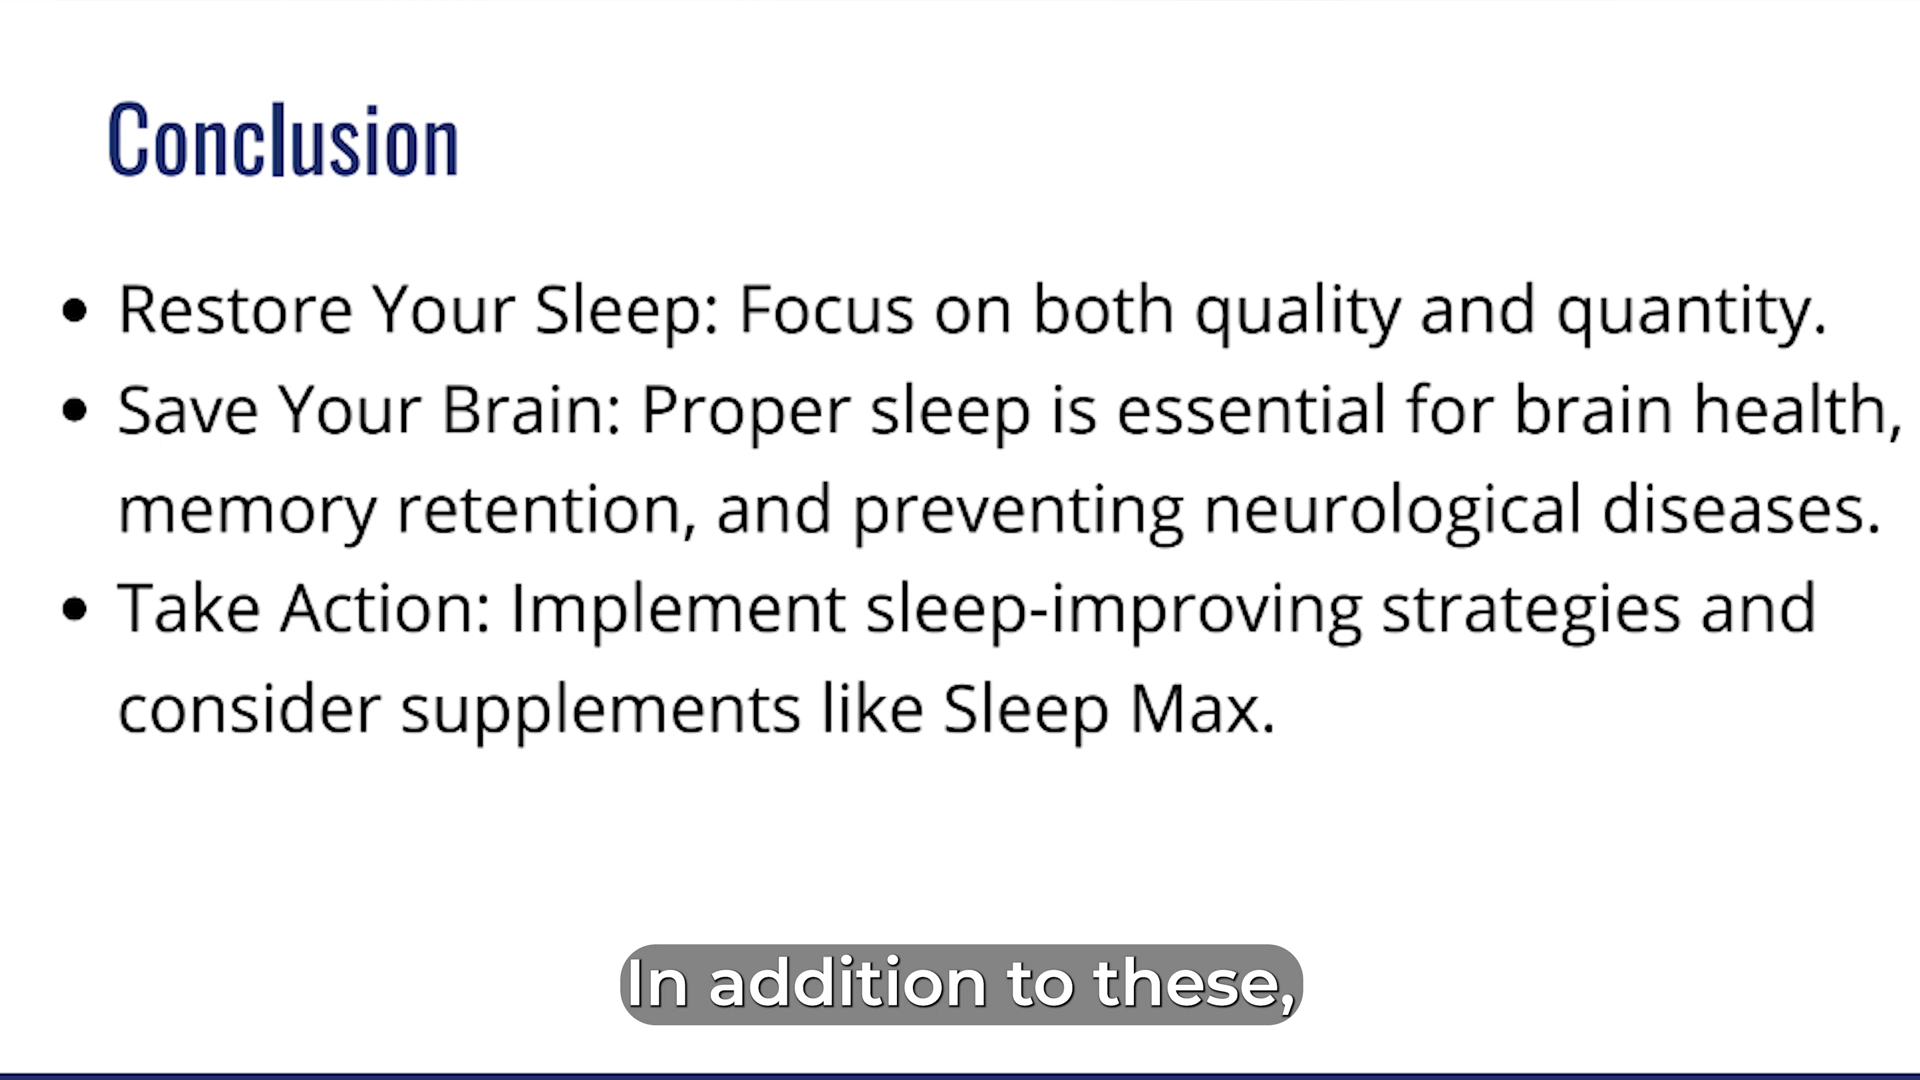 Conclusion
• Restore Your Sleep: Focus on both quality and quantity.
• Save Your Brain: Proper sleep is essential for brain health,
memory retention, and preventing neurological diseases.
• Take Action: Implement sleep-improving strategies and
consider supplements like Sleep Max.
In addition to these,